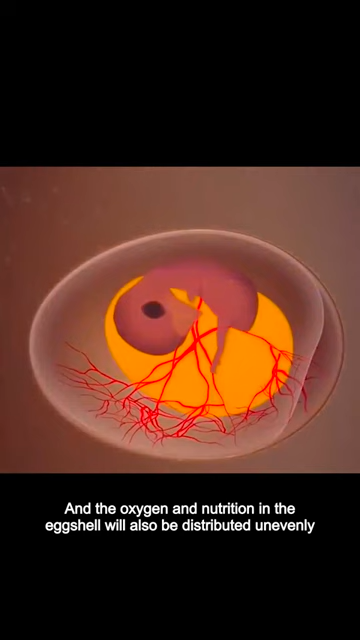 And the oxygen and nutrition in the
eggshell will also be distributed unevenly